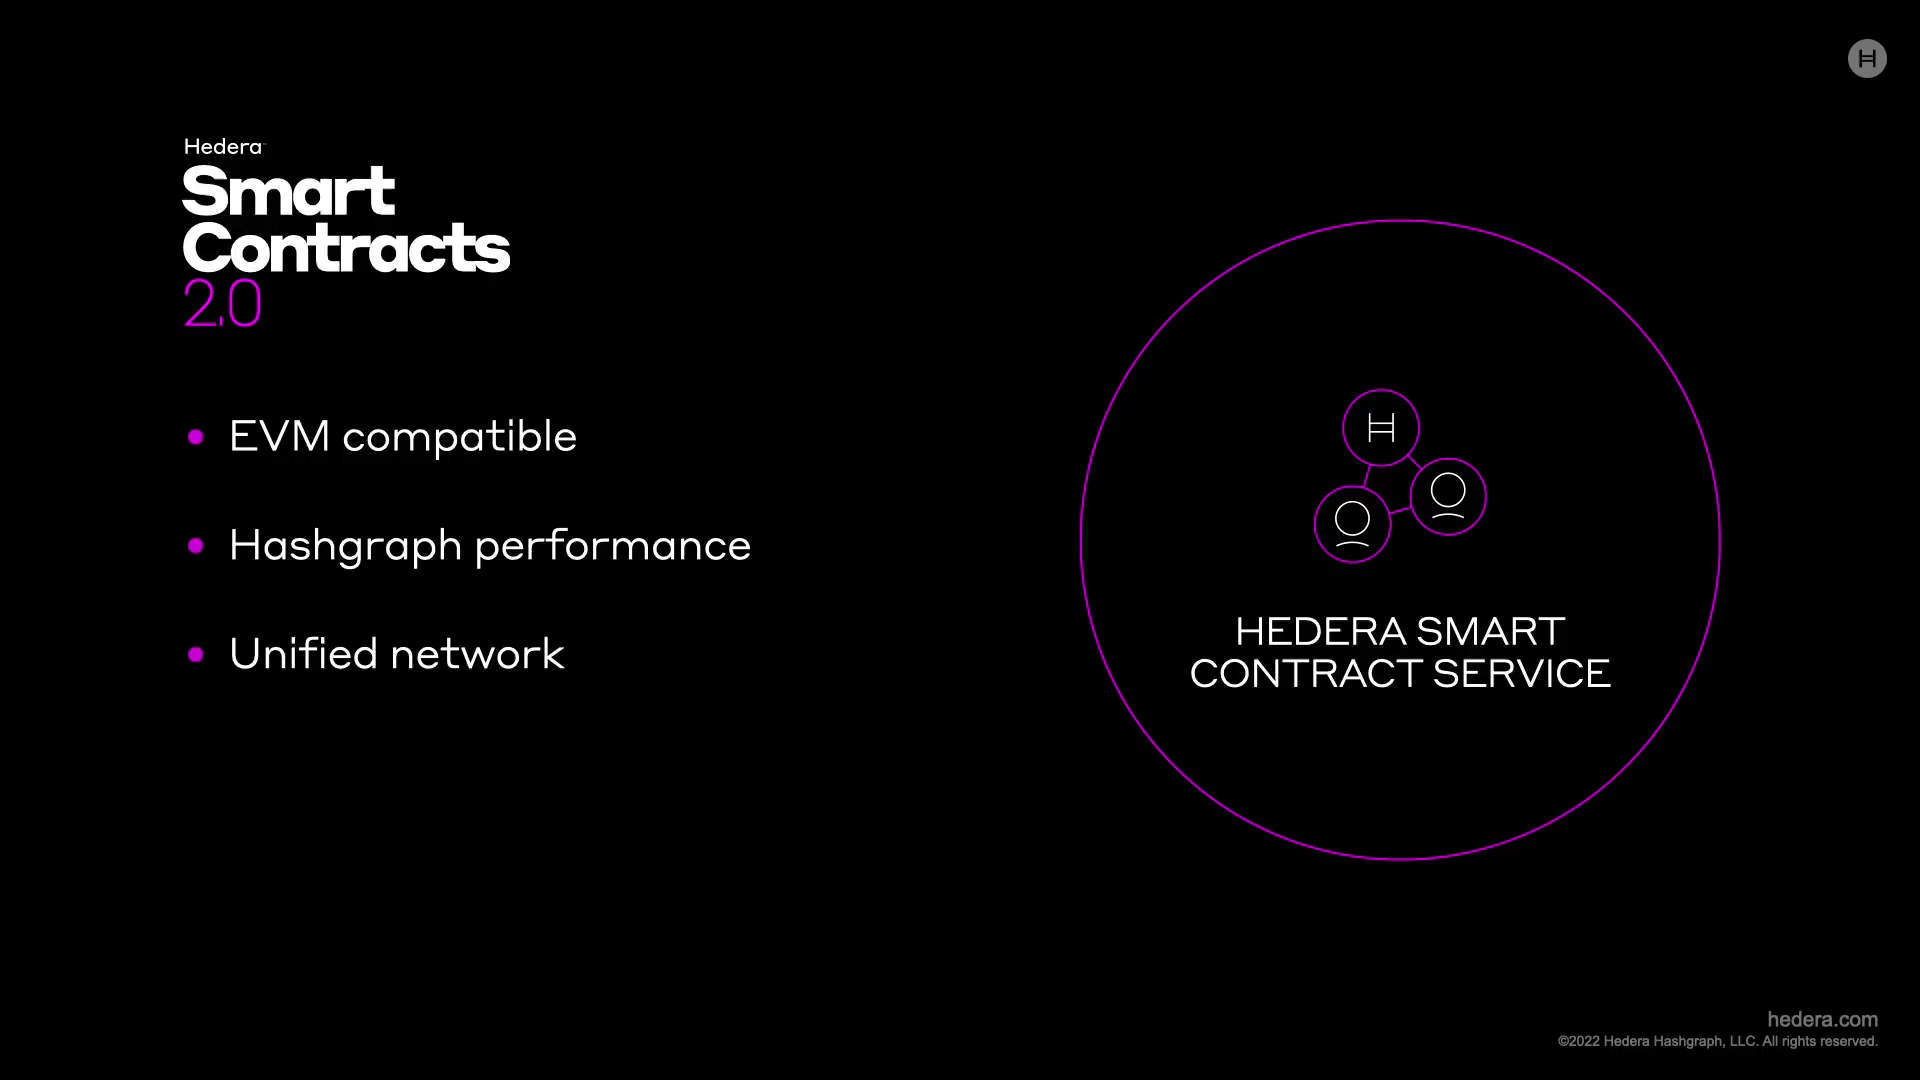 Hedera
Smart
Contracts
2.0
EVM compatible
Hashgraph performance
Unified network
HEDERA SMART
CONTRACT SERVICE
hedera.com
©2022 Hedera Hashgraph, LLC. All rights reserved.